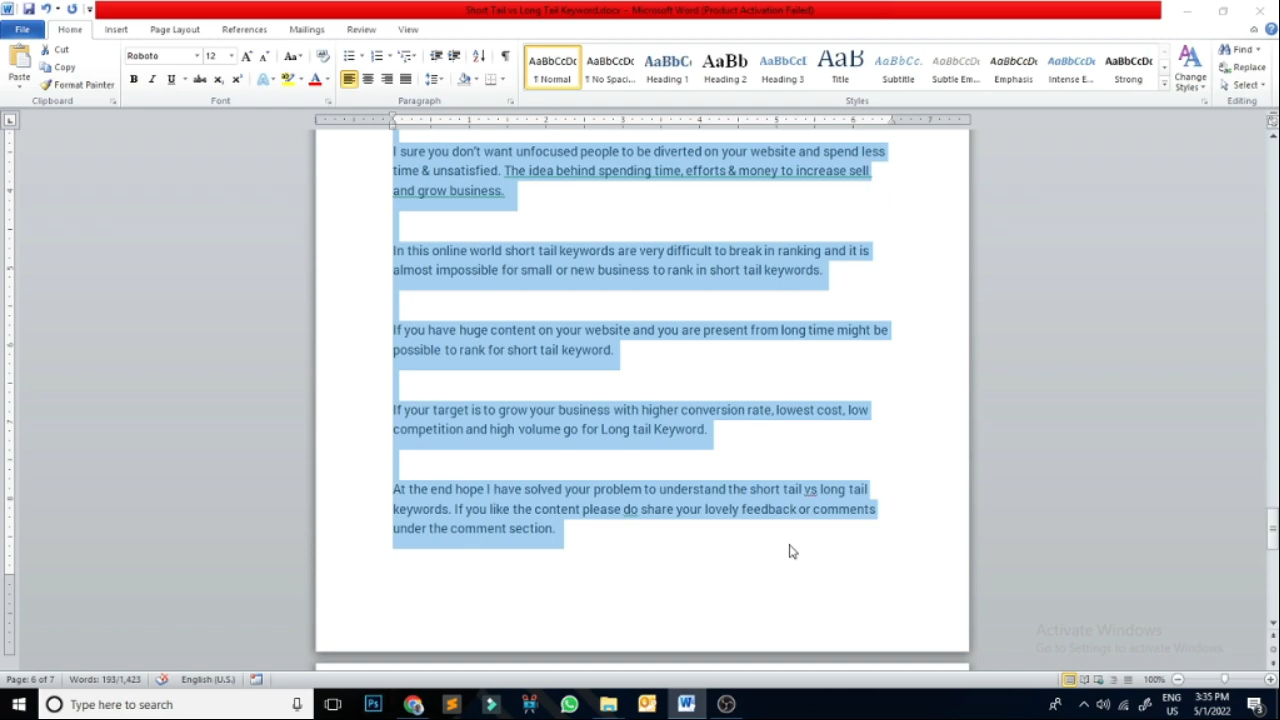 Short Tail vs Long Tail Keyword.docx - Microsoft Word (Product Activation Failed)
File Home Insert Page Layout References Mailings Review View
Paste
Cut
Copy
Format Painter
Clipboard
Roboto 12
Font
Paragraph
AaBbCcDc AaBbCcDc AaBbC AaBb AaBbCcI AaB AaBbCc. AaBbCcDc AaBbCcDc AaBbCcDc AaBbCcDc
¶ Normal ¶ No Spaci... Heading 1 Heading 2 Heading 3 Title Subtitle Subtle Em... Emphasis Intense E... Strong
Styles
Change Styles
Find
Replace
Select
Editing
I sure you don't want unfocused people to be diverted on your website and spend less
time & unsatisfied. The idea behind spending time, efforts & money to increase sell
and grow business.
In this online world short tail keywords are very difficult to break in ranking and it is
almost impossible for small or new business to rank in short tail keywords.
If you have huge content on your website and you are present from long time might be
possible to rank for short tail keyword.
If your target is to grow your business with higher conversion rate, lowest cost, low
competition and high volume go for Long tail Keyword.
At the end hope I have solved your problem to understand the short tail vs long tail
keywords. If you like the content please do share your lovely feedback or comments
under the comment section.
Activate Windows
Go to Settings to activate Windows.
Page: 6 of 7 Words: 193/1,423 English (U.S.) 100%
Type here to search
ENG
US
3:35 PM
5/1/2022